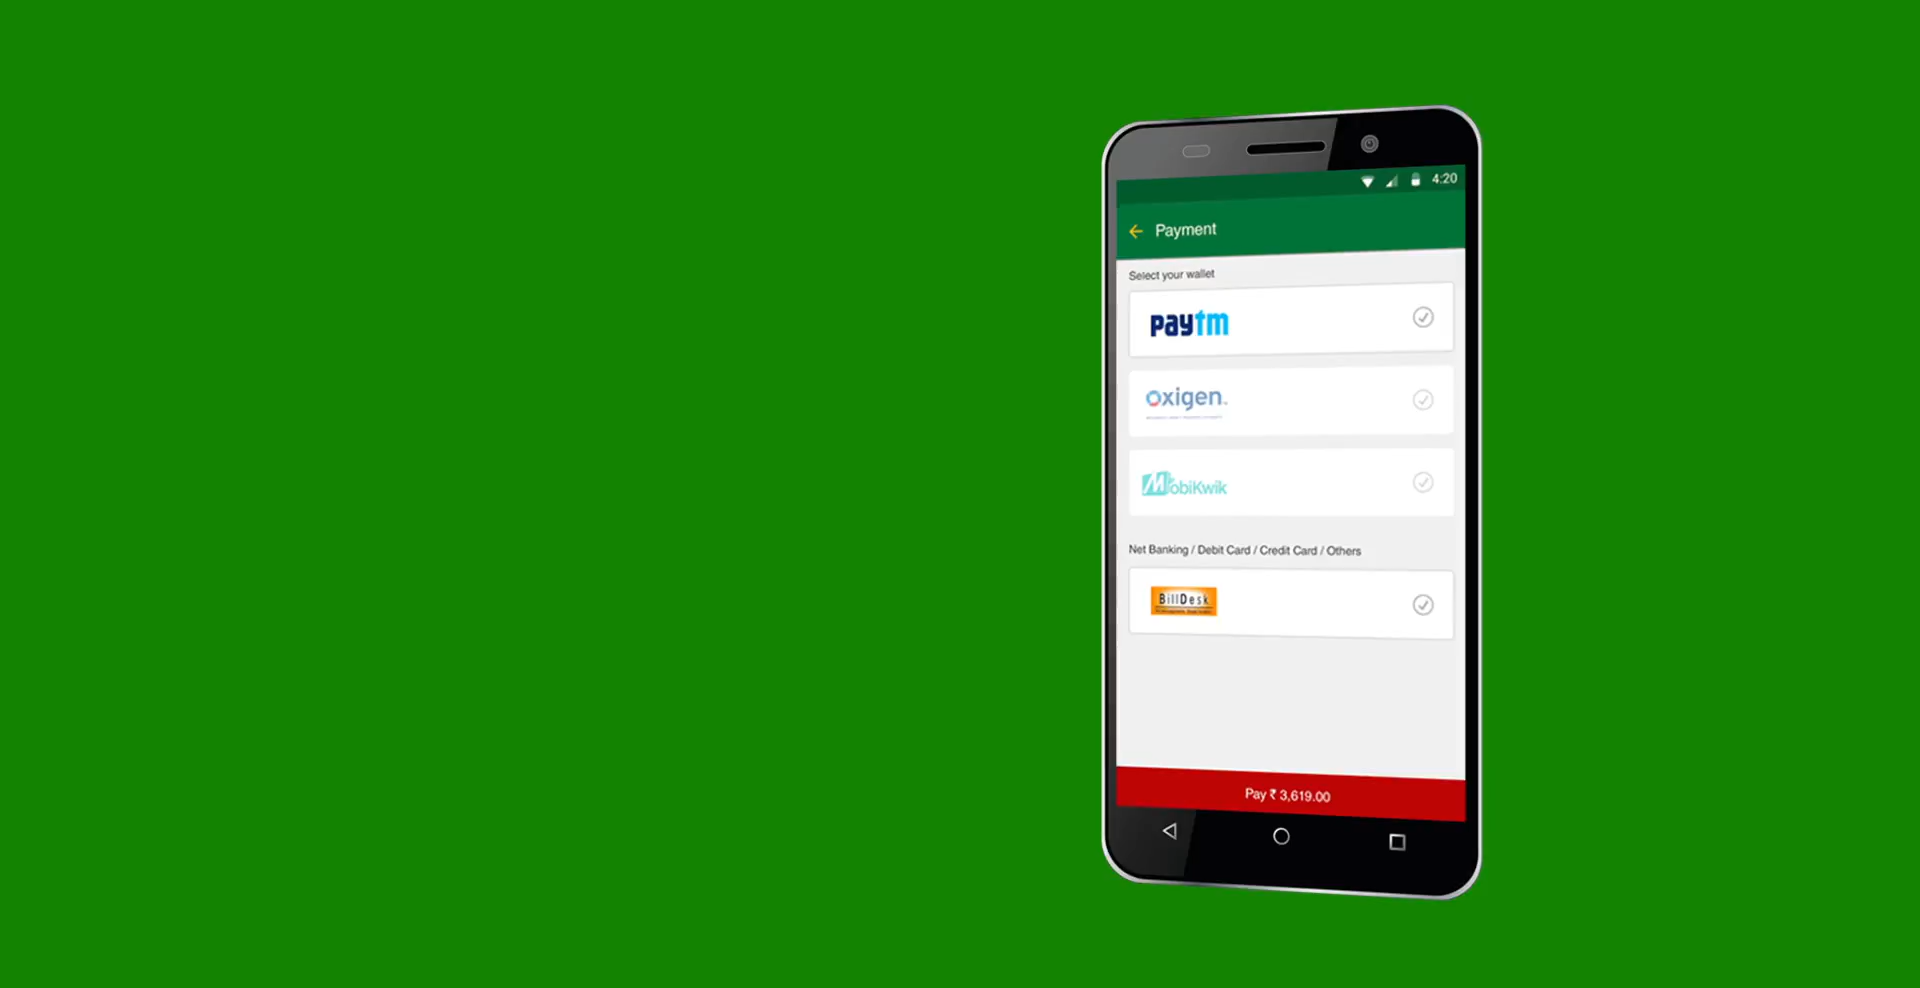 4:20
Payment
Select your wallet
paytm
oxigen
MobiKwik
Net Banking / Debit Card / Credit Card / Others
BillDesk
Pay ₹ 3,619.00